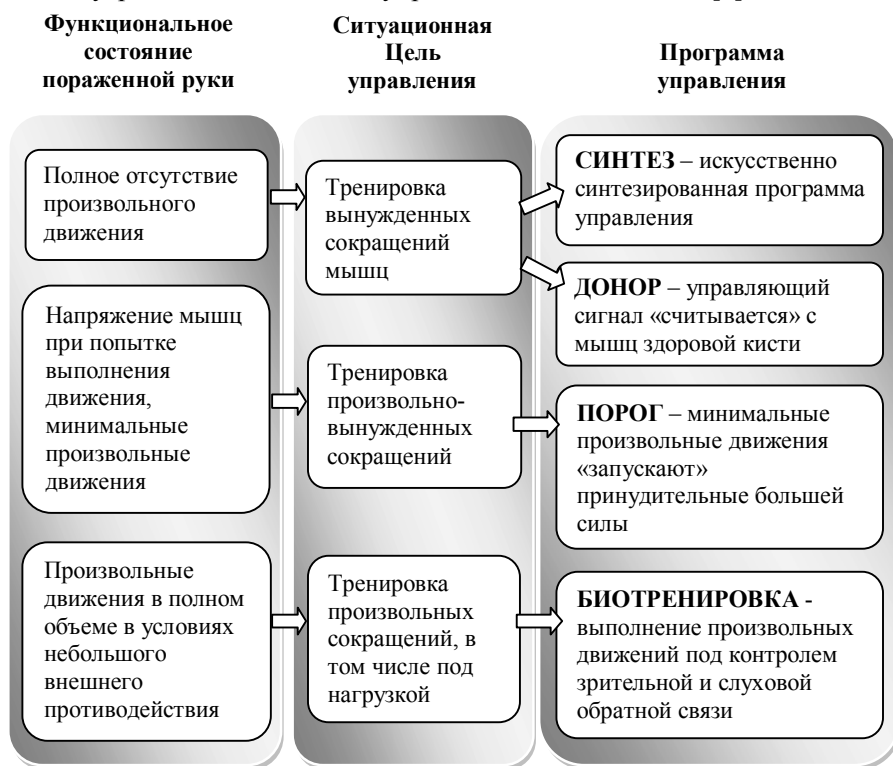 Функциональное
состояние
пораженной руки
Ситуационная
Цель
управления
Программа
управления
Полное отсутствие
произвольного
движения
Напряжение мышц
при попытке
выполнения
движения,
минимальные
произвольные
движения
Произвольные
движения в полном
объеме в условиях
небольшого
внешнего
противодействия
Тренировка
вынужденных
сокращений
мышц
Тренировка
произвольно-
вынужденных
сокращений
Тренировка
произвольных
сокращений, в
том числе под
нагрузкой
СИНТЕЗ – искусственно
синтезированная программа
управления
ДОНОР – управляющий
сигнал «считывается» с
мышц здоровой кисти
ПОРОГ – минимальные
произвольные движения
«запускают»
принудительные большей
силы
БИОТРЕНИРОВКА -
выполнение произвольных
движений под контролем
зрительной и слуховой
обратной связи